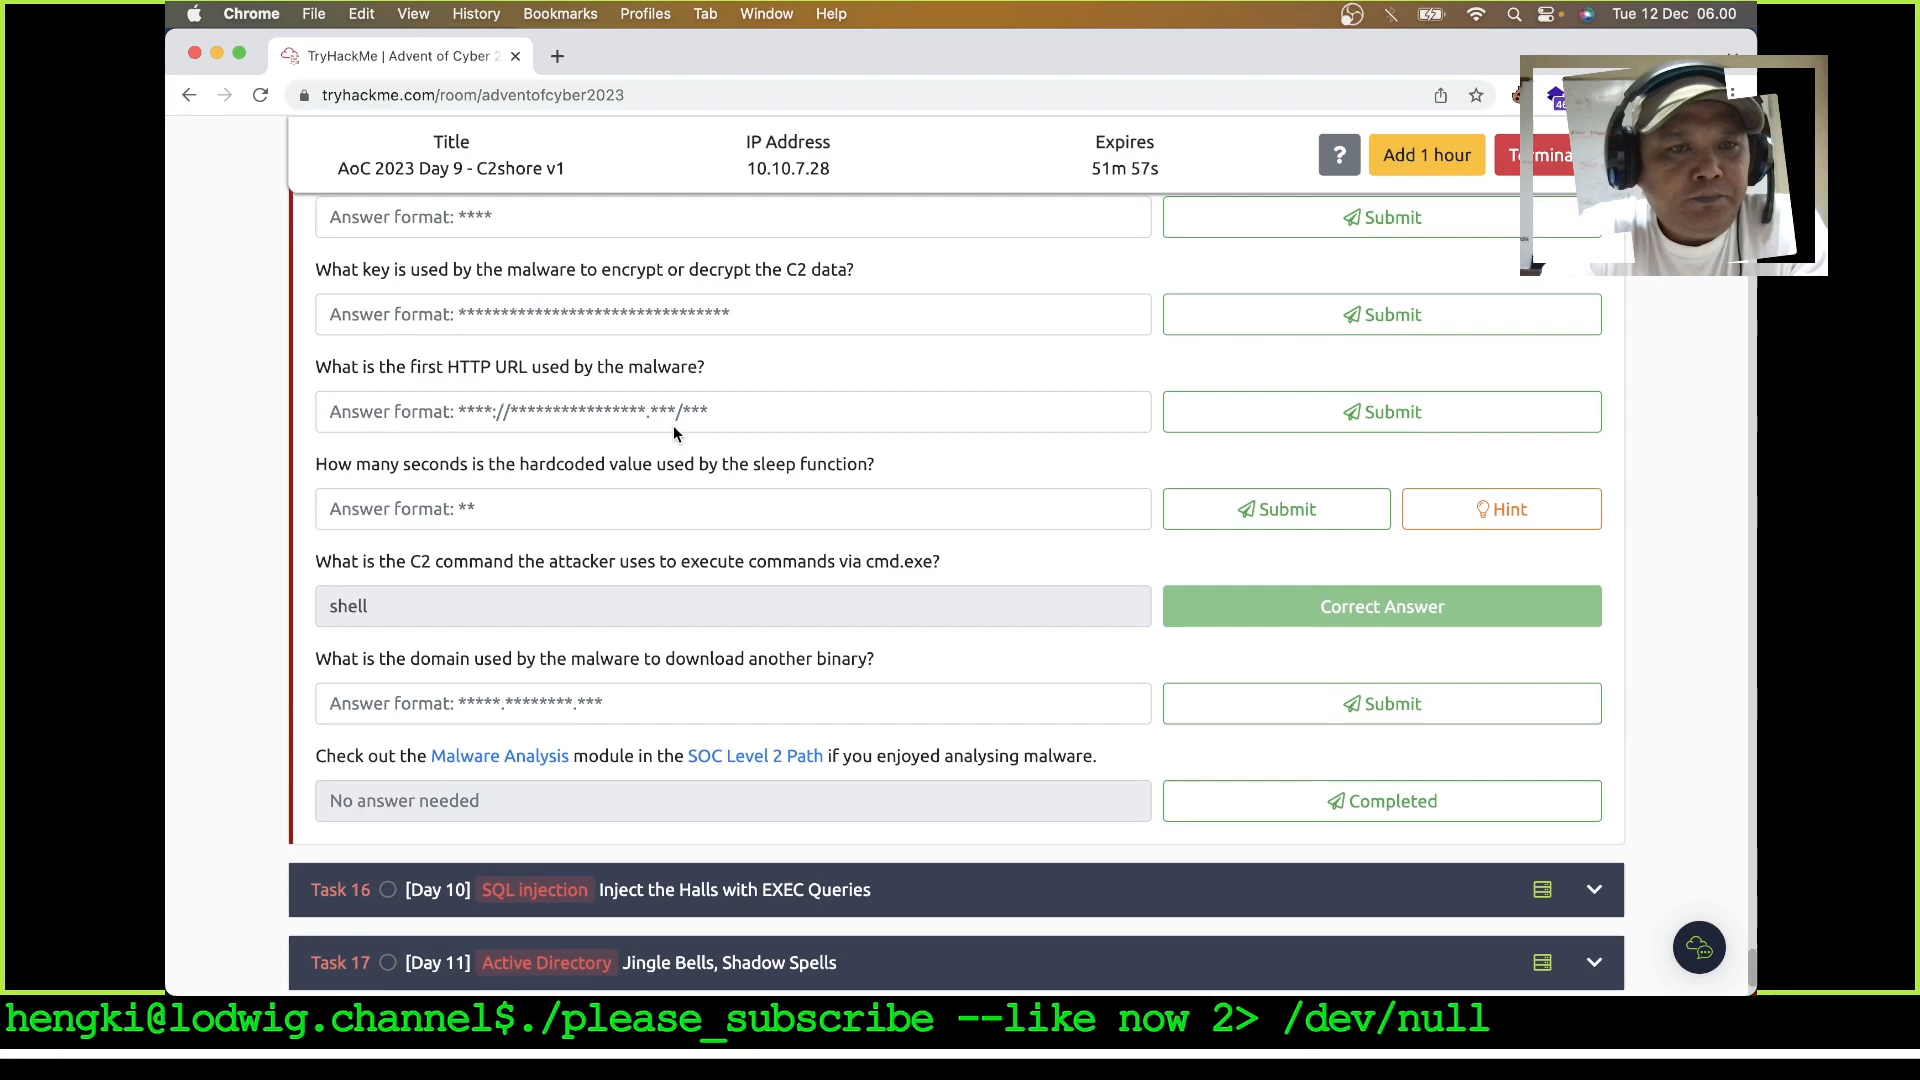 Chrome File Edit View History Bookmarks Profiles Tab Window Help Tue 12 Dec 06.00
TryHackMe | Advent of Cyber 2
tryhackme.com/room/adventofcyber2023
Title IP Address Expires
AoC 2023 Day 9 - C2shore v1 10.10.7.28 51m 57s
? Add 1 hour Termina
Answer format: **** Submit
What key is used by the malware to encrypt or decrypt the C2 data?
Answer format: ******************************** Submit
What is the first HTTP URL used by the malware?
Answer format: ****://****************.***/*** Submit
How many seconds is the hardcoded value used by the sleep function?
Answer format: ** Submit Hint
What is the C2 command the attacker uses to execute commands via cmd.exe?
shell Correct Answer
What is the domain used by the malware to download another binary?
Answer format: *****.********.*** Submit
Check out the Malware Analysis module in the SOC Level 2 Path if you enjoyed analysing malware.
No answer needed Completed
Task 16 [Day 10] SQL injection Inject the Halls with EXEC Queries
Task 17 [Day 11] Active Directory Jingle Bells, Shadow Spells
hengki@lodwig.channel$./please_subscribe --like now 2> /dev/null